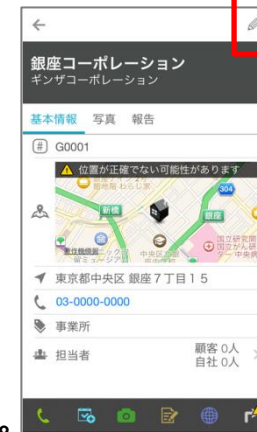 銀座コーポレーション
ギンザコーポレーション
基本情報 写真 報告
# G0001
位置が正確でない可能性があります
304
新橋
銀座
東京都中央区 銀座7丁目15
03-0000-0000
事業所
担当者
顧客 0人
自社 0人